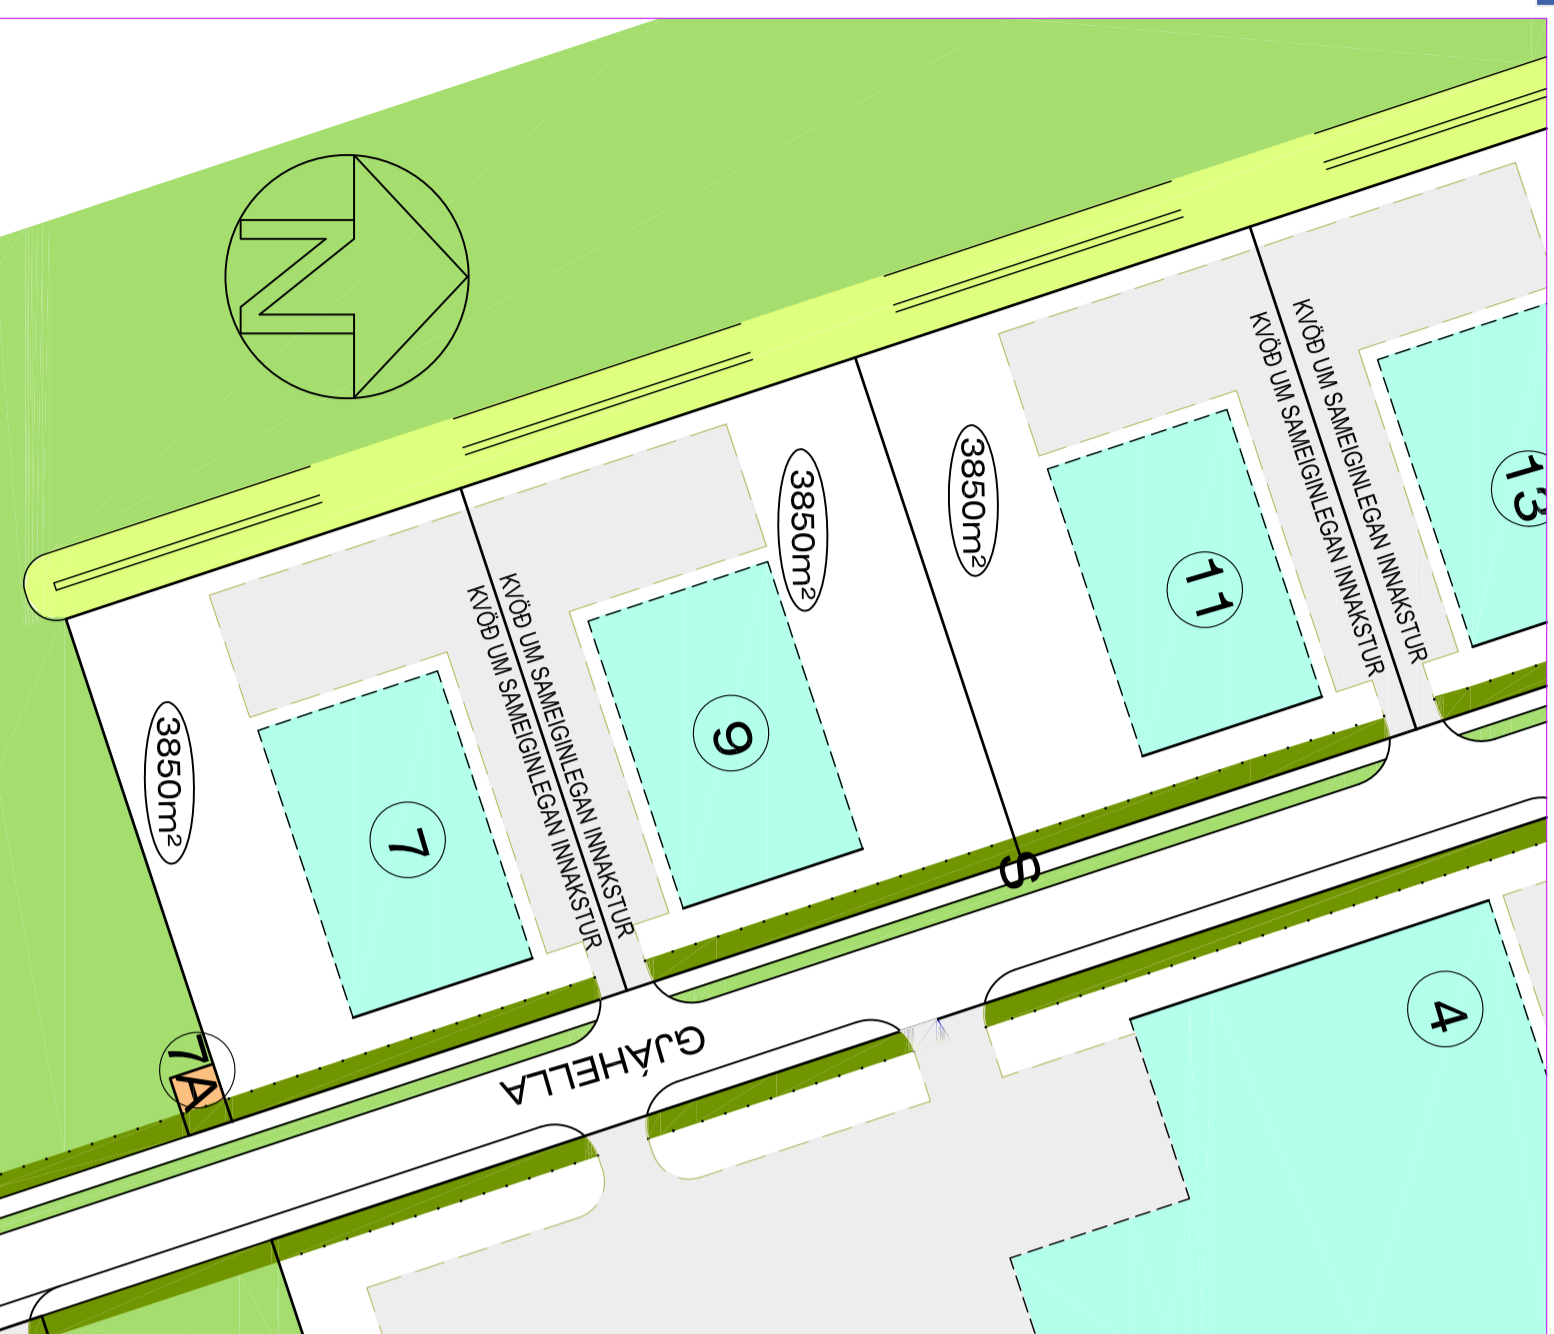 N
3850m²
3850m²
3850m²
KVÖÐ UM SAMEIGINLEGAN INNAKSTUR
KVÖÐ UM SAMEIGINLEGAN INNAKSTUR
KVÖÐ UM SAMEIGINLEGAN INNAKSTUR
KVÖÐ UM SAMEIGINLEGAN INNAKSTUR
13
11
9
7
S
4
7A
GJÁHELLA